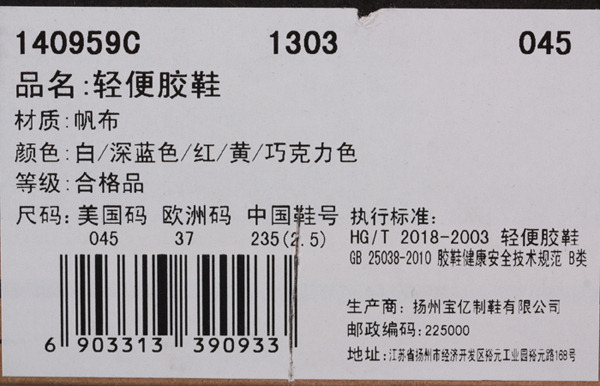 140959C 1303 045
品名:轻便胶鞋
材质:帆布
颜色:白/深蓝色/红/黄/巧克力色
等级:合格品
尺码: 美国码 欧洲码 中国鞋号
045 37 235(2.5)
6 903313 390933
执行标准:
HG/T 2018-2003 轻便胶鞋
GB 25038-2010 胶鞋健康安全技术规范 B类
生产商: 扬州宝亿制鞋有限公司
邮政编码: 225000
地址: 江苏省扬州市经济开发区裕元工业园裕元路168号